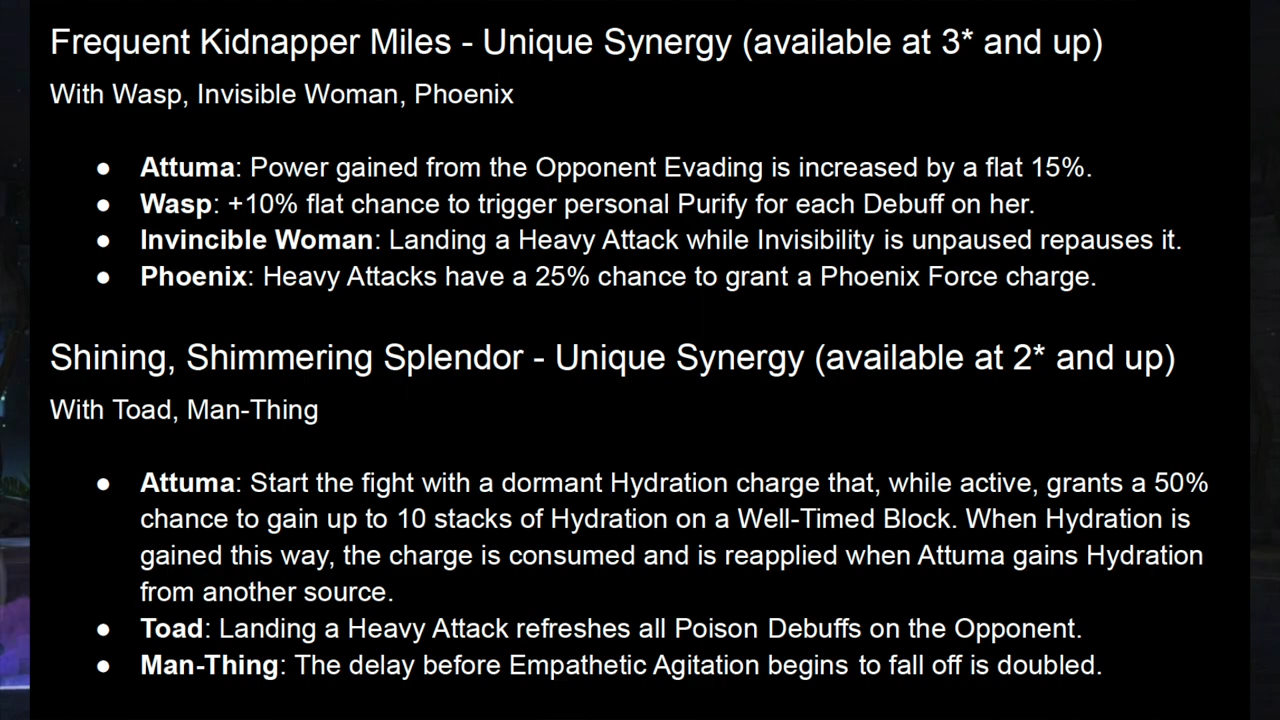 Frequent Kidnapper Miles - Unique Synergy (available at 3* and up)
With Wasp, Invisible Woman, Phoenix
● Attuma: Power gained from the Opponent Evading is increased by a flat 15%.
● Wasp: +10% flat chance to trigger personal Purify for each Debuff on her.
● Invincible Woman: Landing a Heavy Attack while Invisibility is unpaused repauses it.
● Phoenix: Heavy Attacks have a 25% chance to grant a Phoenix Force charge.
Shining, Shimmering Splendor - Unique Synergy (available at 2* and up)
With Toad, Man-Thing
● Attuma: Start the fight with a dormant Hydration charge that, while active, grants a 50%
chance to gain up to 10 stacks of Hydration on a Well-Timed Block. When Hydration is
gained this way, the charge is consumed and is reapplied when Attuma gains Hydration
from another source.
● Toad: Landing a Heavy Attack refreshes all Poison Debuffs on the Opponent.
● Man-Thing: The delay before Empathetic Agitation begins to fall off is doubled.